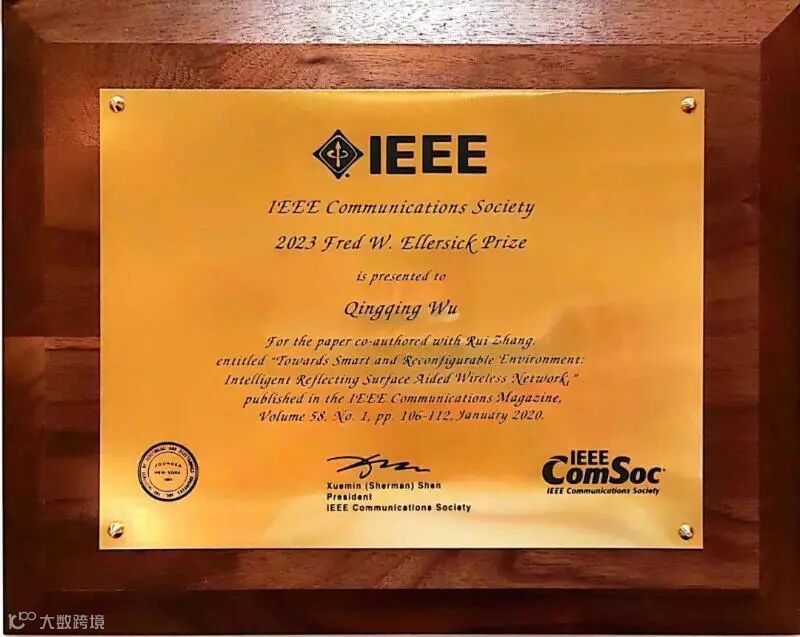 IEEE
IEEE Communications Society
2023 Fred W. Ellersick Prize
is presented to
Qingqing Wu
For the paper co-authored with Rui Zhang,
entitled "Towards Smart and Reconfigurable Environment:
Intelligent Reflecting Surface Aided Wireless Network,"
published in the IEEE Communications Magazine,
Volume 58, No. 1, pp. 106-112, January 2020.
FOUNDED
NEW YORK
Xuemin (Sherman) Shen
President
IEEE Communications Society
IEEE
ComSoc
IEEE Communications Society
大数跨境